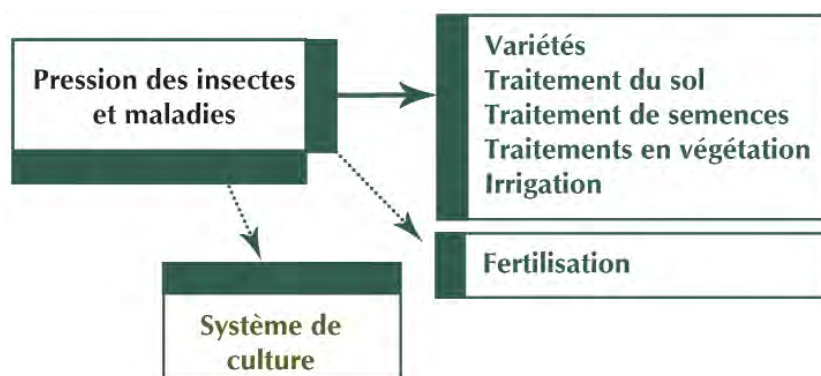 Pression des insectes
et maladies
Variétés
Traitement du sol
Traitement de semences
Traitements en végétation
Irrigation
Fertilisation
Système de
culture